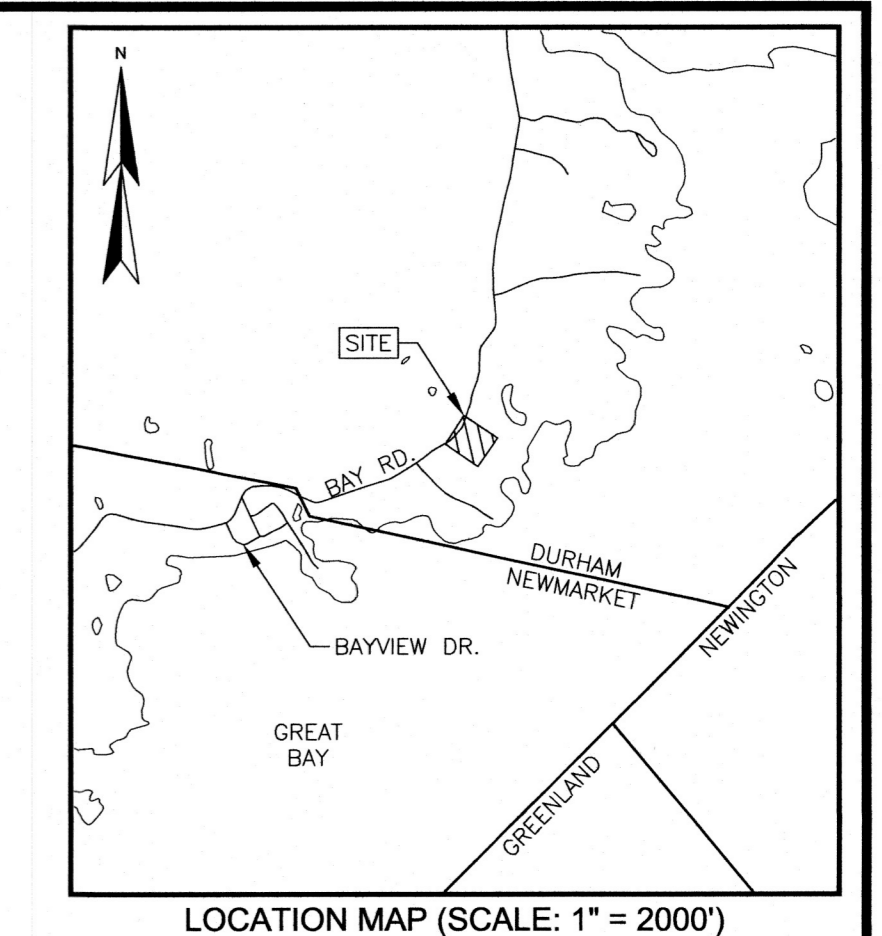 N
SITE
BAY RD.
DURHAM
NEWMARKET
NEWINGTON
BAYVIEW DR.
GREAT
BAY
GREENLAND
LOCATION MAP (SCALE: 1" = 2000')